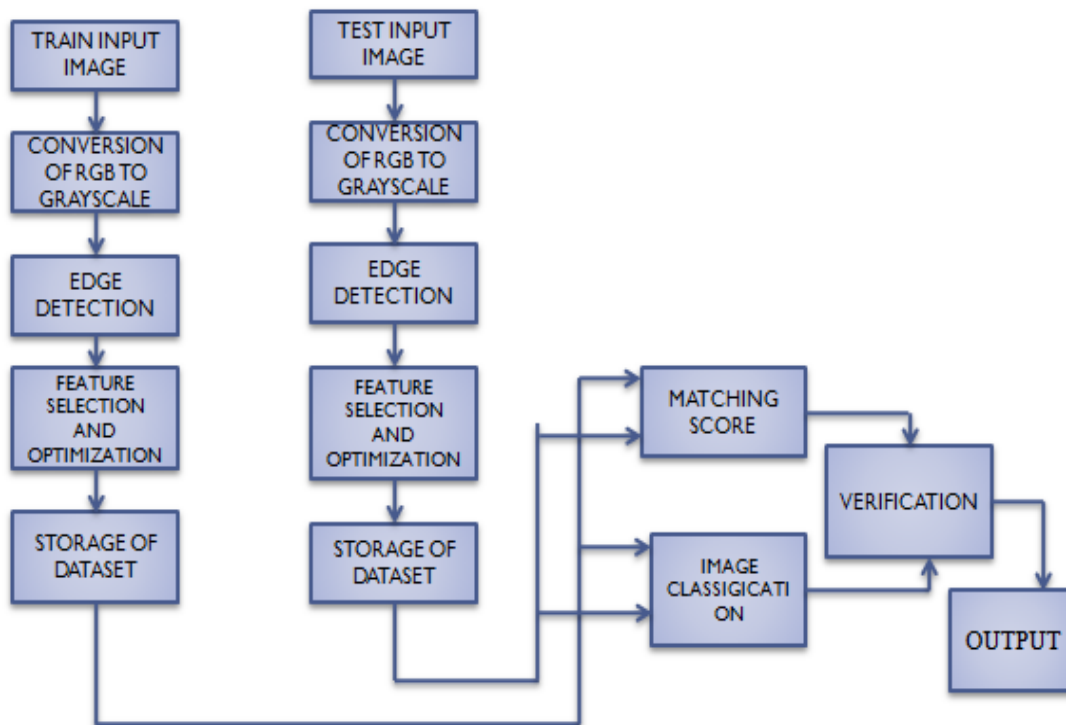 TRAIN INPUT
IMAGE
CONVERSION
OF RGB TO
GRAYSCALE
EDGE
DETECTION
FEATURE
SELECTION
AND
OPTIMIZATION
STORAGE OF
DATASET
TEST INPUT
IMAGE
CONVERSION
OF RGB TO
GRAYSCALE
EDGE
DETECTION
FEATURE
SELECTION
AND
OPTIMIZATION
STORAGE OF
DATASET
MATCHING
SCORE
IMAGE
CLASSIGICATI
ON
VERIFICATION
OUTPUT